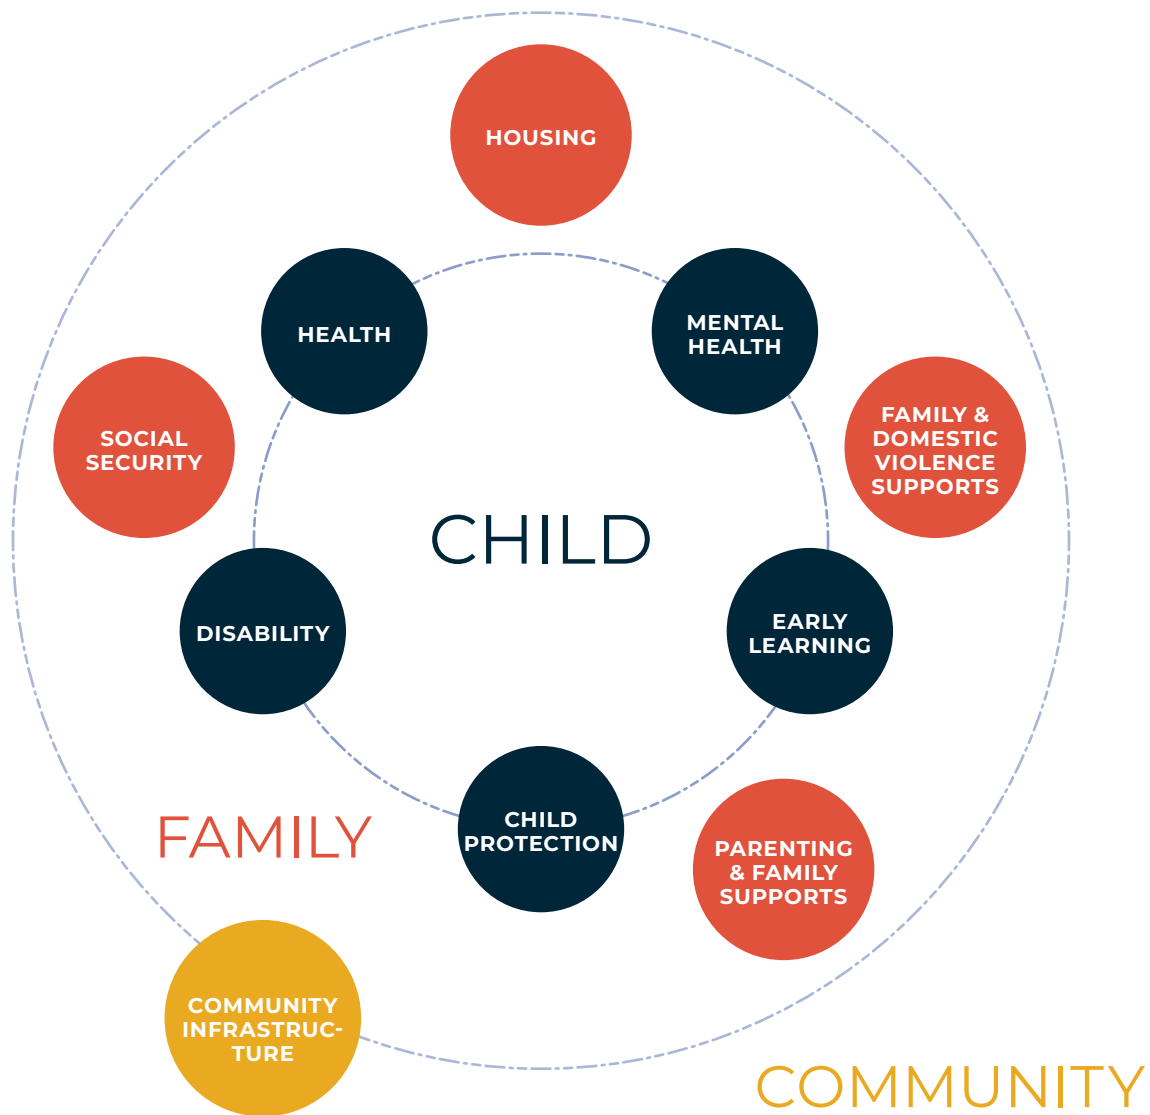 HOUSING
HEALTH
MENTAL
HEALTH
SOCIAL
SECURITY
FAMILY &
DOMESTIC
VIOLENCE
SUPPORTS
CHILD
DISABILITY
EARLY
LEARNING
FAMILY
CHILD
PROTECTION
PARENTING
& FAMILY
SUPPORTS
COMMUNITY
INFRASTRUC-
TURE
COMMUNITY